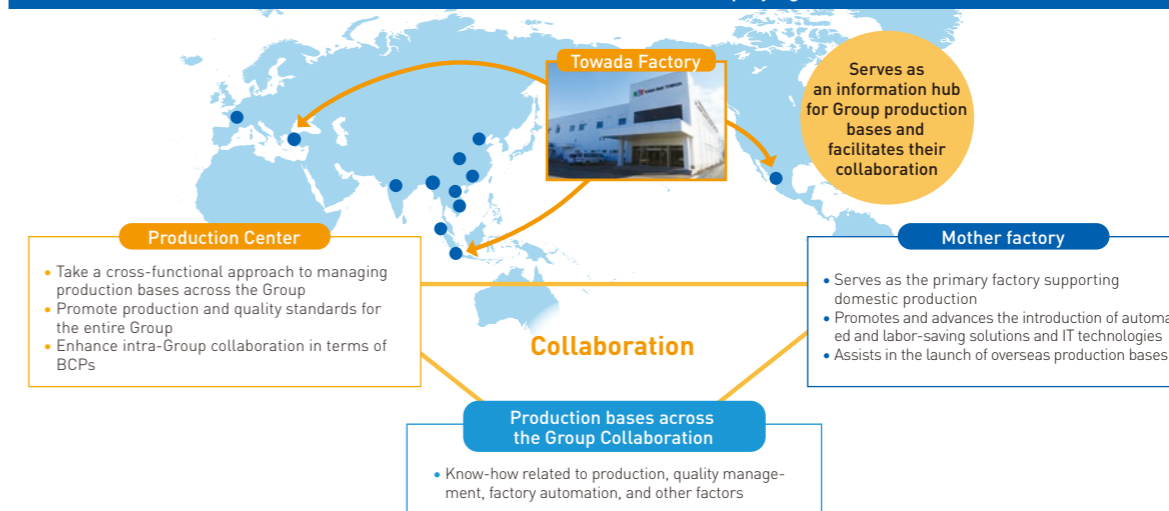 Towada Factory
Serves as
an information hub
for Group production
bases and
facilitates their
collaboration
Production Center
• Take a cross-functional approach to managing
production bases across the Group
• Promote production and quality standards for
the entire Group
• Enhance intra-Group collaboration in terms of
BCPs
Mother factory
• Serves as the primary factory supporting
domestic production
• Promotes and advances the introduction of automa
ed and labor-saving solutions and IT technologies
• Assists in the launch of overseas production bases
Collaboration
Production bases across
the Group Collaboration
• Know-how related to production, quality manage-
ment, factory automation, and other factors